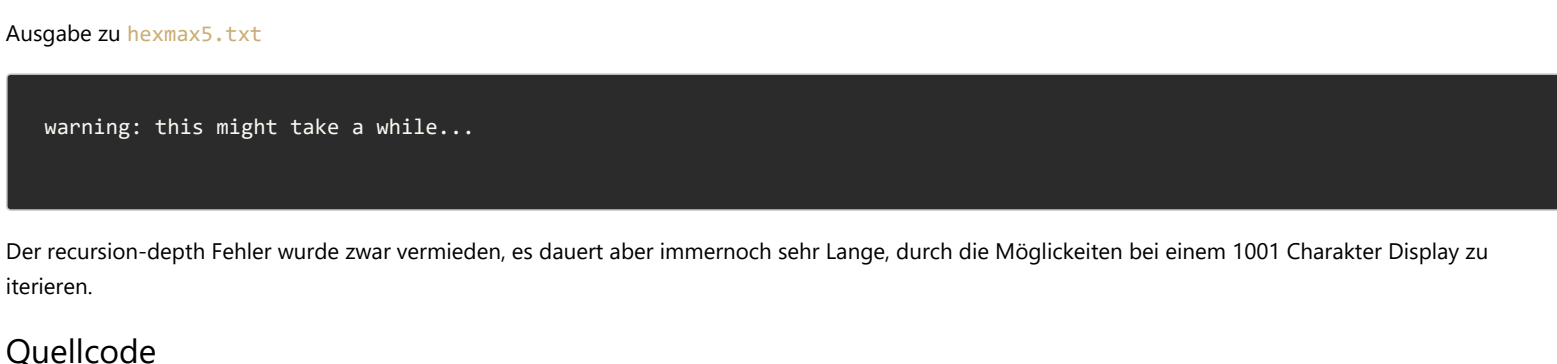 Ausgabe zu hexmax5.txt
warning: this might take a while...
Der recursion-depth Fehler wurde zwar vermieden, es dauert aber immernoch sehr Lange, durch die Möglickeiten bei einem 1001 Charakter Display zu
iterieren.
Quellcode